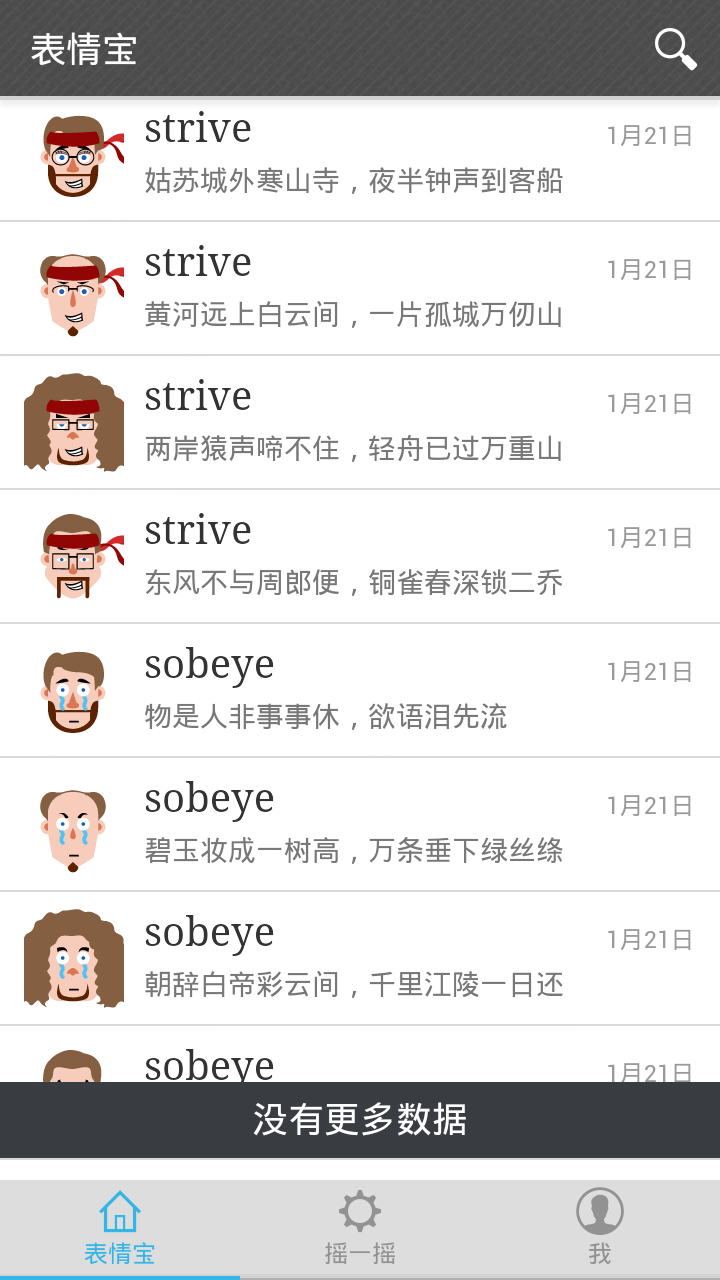 表情宝
strive
1月21日
姑苏城外寒山寺，夜半钟声到客船
strive
1月21日
黄河远上白云间，一片孤城万仞山
strive
1月21日
两岸猿声啼不住，轻舟已过万重山
strive
1月21日
东风不与周郎便，铜雀春深锁二乔
sobeye
1月21日
物是人非事事休，欲语泪先流
sobeye
1月21日
碧玉妆成一树高，万条垂下绿丝绦
sobeye
1月21日
朝辞白帝彩云间，千里江陵一日还
sobeye
1月21日
没有更多数据
表情宝
摇一摇
我